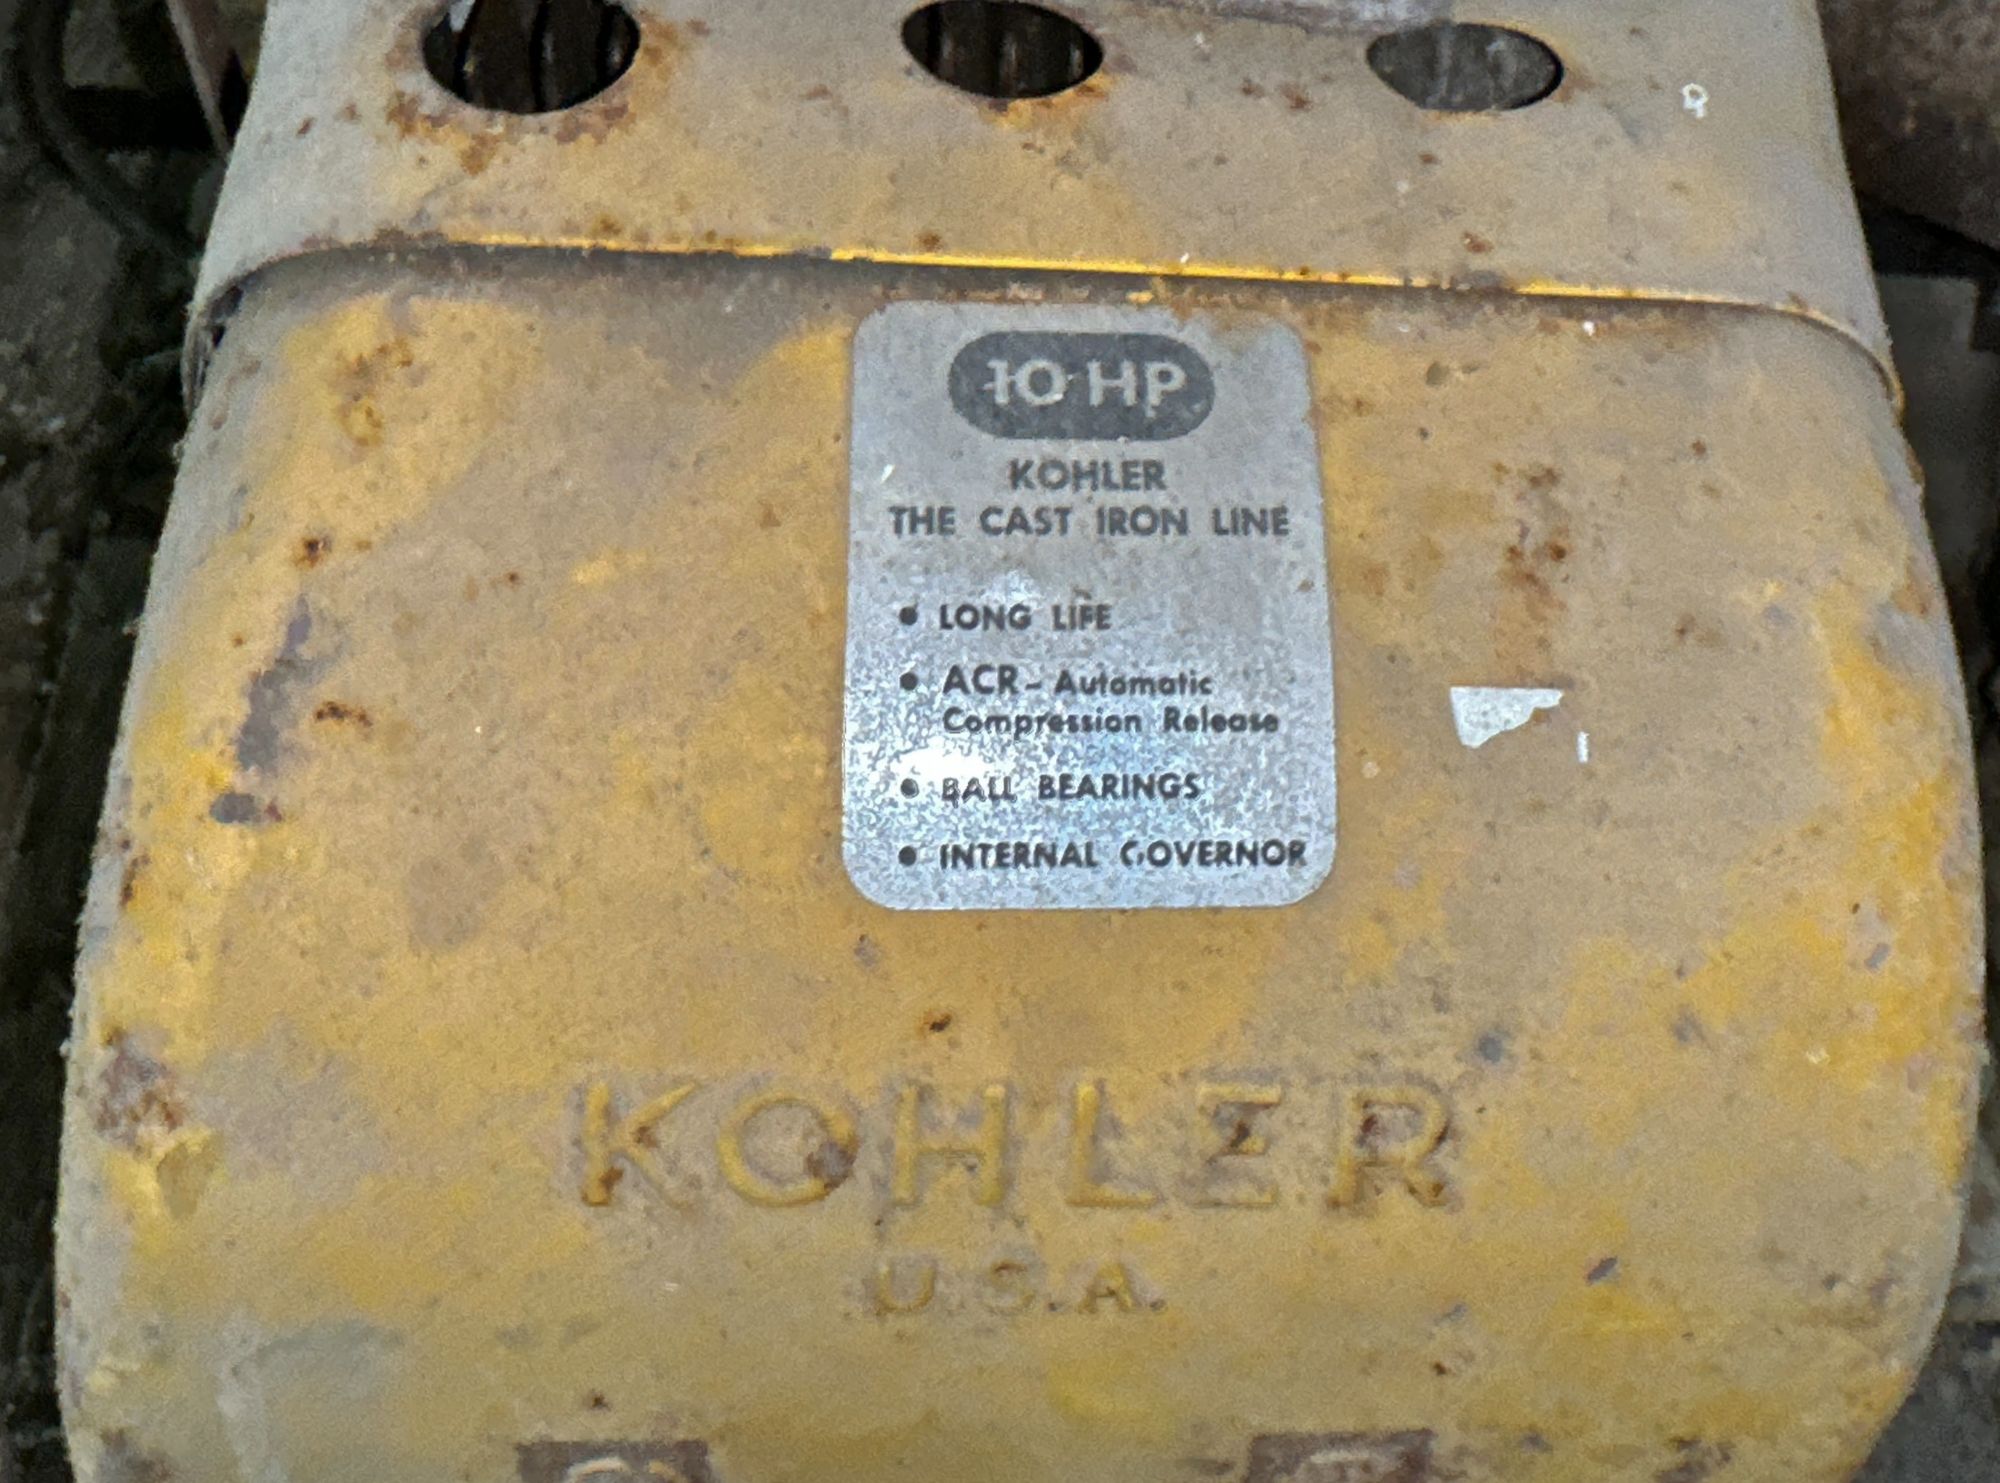 10 HP
KOHLER
THE CAST IRON LINE
• LONG LIFE
• ACR - Automatic
Compression Release
• BALL BEARINGS
• INTERNAL GOVERNOR
KOHLER
U.S.A.